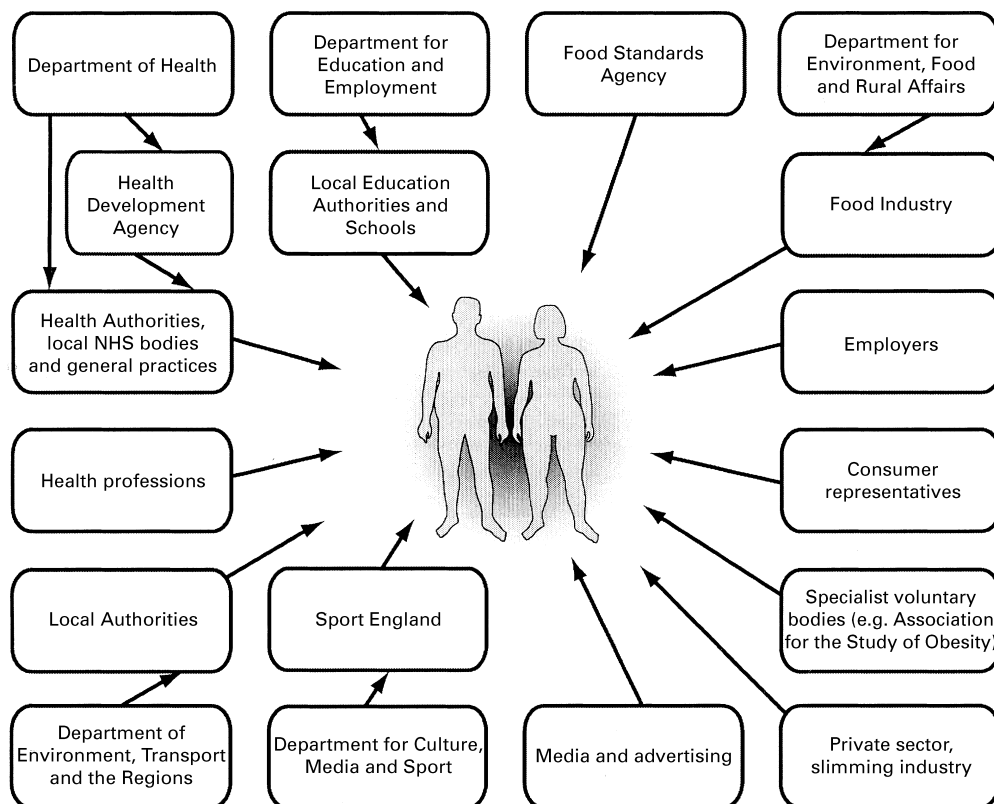 Department of Health
Department for
Education and
Employment
Food Standards
Agency
Department for
Environment, Food
and Rural Affairs
Health
Development
Agency
Local Education
Authorities and
Schools
Food Industry
Health Authorities,
local NHS bodies
and general practices
Employers
Health professions
Consumer
representatives
Local Authorities
Sport England
Specialist voluntary
bodies (e.g. Association
for the Study of Obesity)
Department of
Environment, Transport
and the Regions
Department for Culture,
Media and Sport
Media and advertising
Private sector,
slimming industry